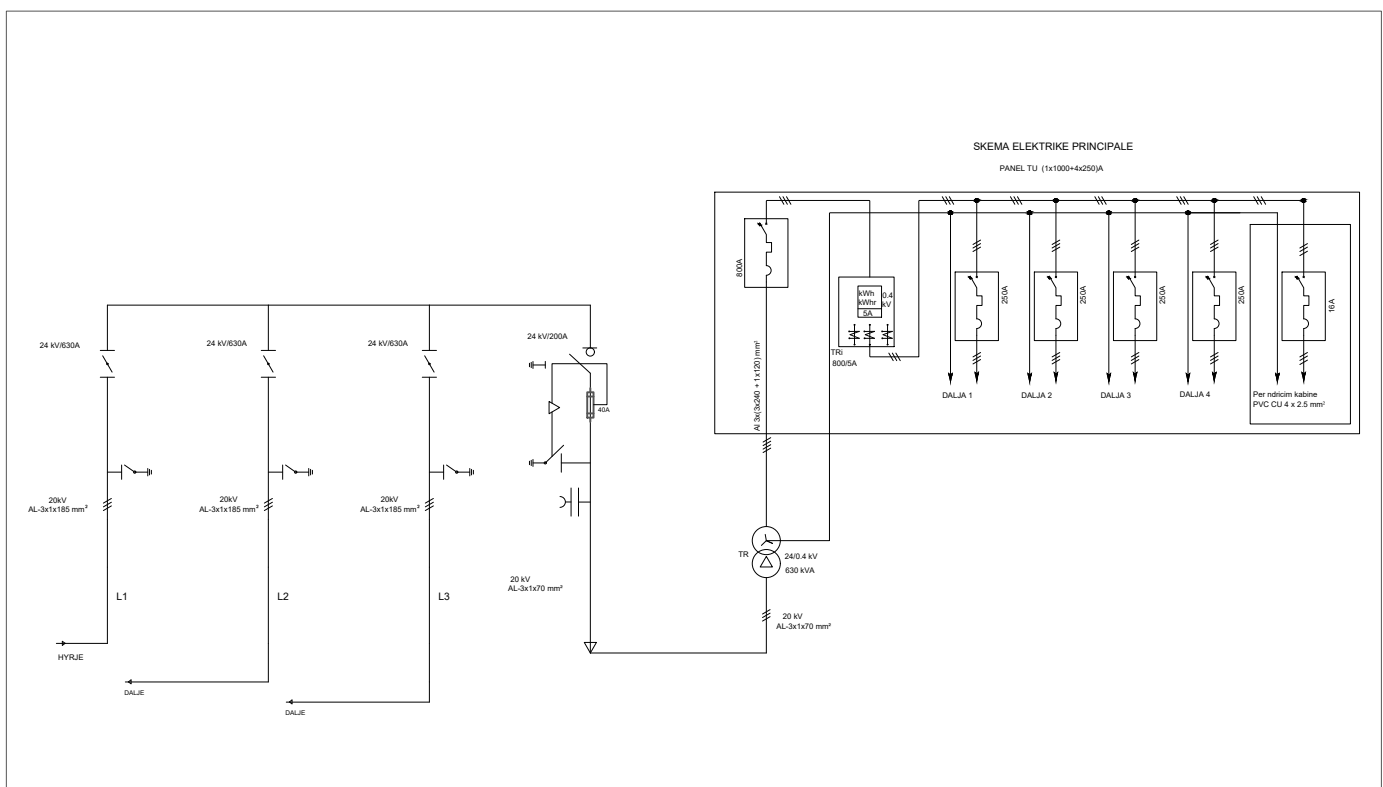 SKEMA ELEKTRIKE PRINCIPALE
PANEL TU (1x1000+4x250)A
800A
kWh
kWhr
5A
0.4
kV
TRi
800/5A
250A
250A
250A
250A
16A
DALJA 1
DALJA 2
DALJA 3
DALJA 4
Per ndricim kabine
PVC CU 4 x 2.5 mm²
Al 3x(3x240 + 1x120) mm²
24 kV/630A
24 kV/630A
24 kV/630A
24 kV/200A
40A
20kV
AL-3x1x185 mm²
20kV
AL-3x1x185 mm²
20kV
AL-3x1x185 mm²
20 kV
AL-3x1x70 mm²
TR
24/0.4 kV
630 kVA
20 kV
AL-3x1x70 mm²
L1
L2
L3
HYRJE
DALJE
DALJE